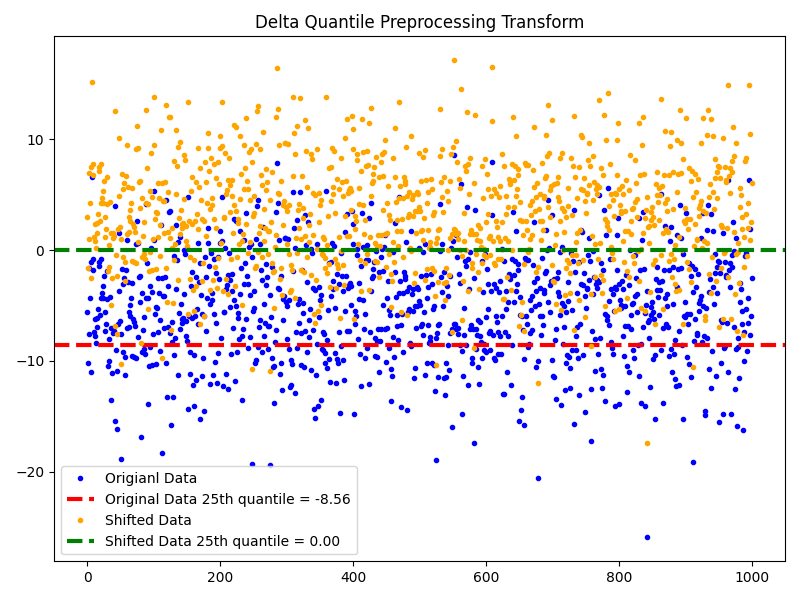 Delta Quantile Preprocessing Transform
10
0
−10
−20
Origianl Data
Original Data 25th quantile = -8.56
Shifted Data
Shifted Data 25th quantile = 0.00
0 200 400 600 800 1000